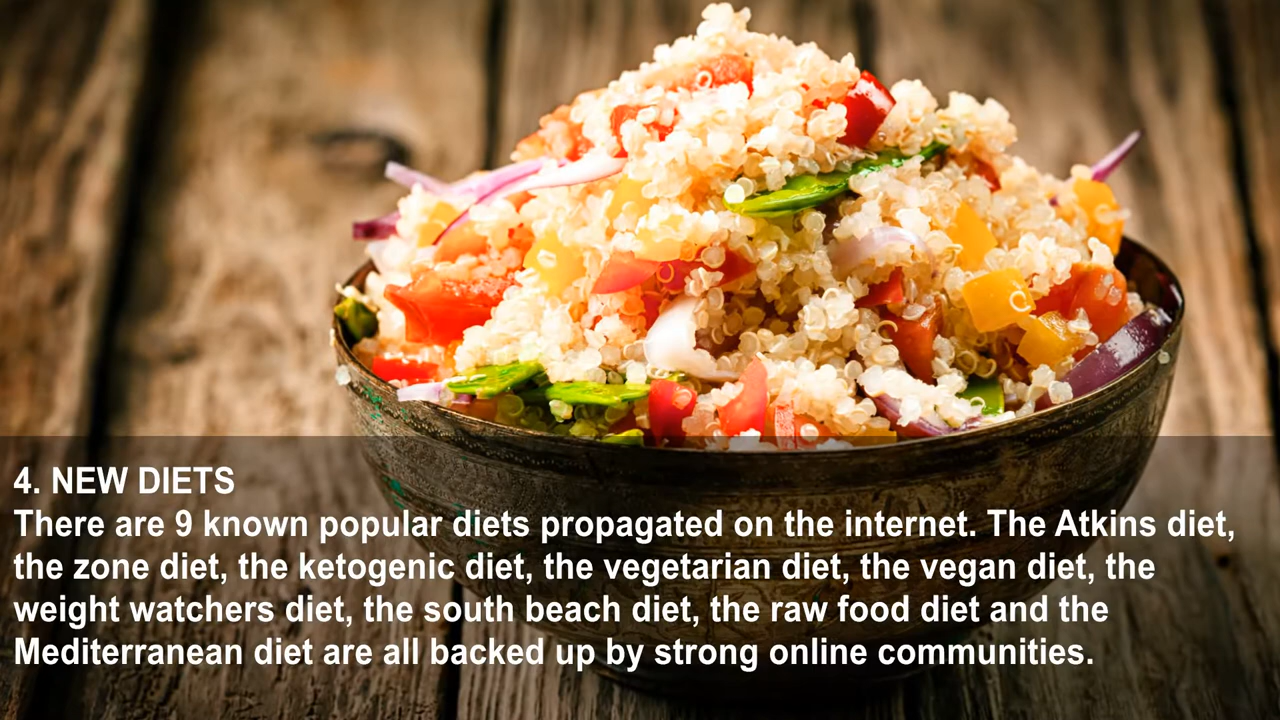 4. NEW DIETS
There are 9 known popular diets propagated on the internet. The Atkins diet,
the zone diet, the ketogenic diet, the vegetarian diet, the vegan diet, the
weight watchers diet, the south beach diet, the raw food diet and the
Mediterranean diet are all backed up by strong online communities.